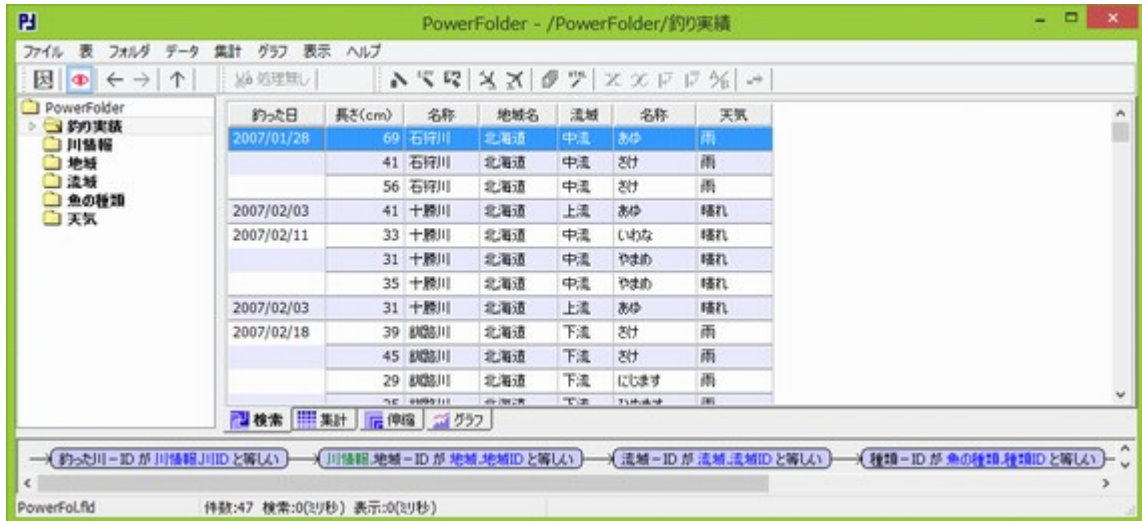 PowerFolder - /PowerFolder/釣り実績
ファイル 表 フォルダ データ 集計 グラフ 表示 ヘルプ
処理無し
PowerFolder
釣り実績
川情報
地域
流域
魚の種類
天気
釣った日 長さ(cm) 名称 地域名 流域 名称 天気
2007/01/28 69 石狩川 北海道 中流 あゆ 雨
41 石狩川 北海道 中流 さけ 雨
56 石狩川 北海道 中流 さけ 雨
2007/02/03 41 十勝川 北海道 上流 あゆ 晴れ
2007/02/11 33 十勝川 北海道 中流 いわな 晴れ
31 十勝川 北海道 中流 やまめ 晴れ
35 十勝川 北海道 中流 やまめ 晴れ
2007/02/03 31 十勝川 北海道 上流 あゆ 晴れ
2007/02/18 39 釧路川 北海道 下流 さけ 雨
45 釧路川 北海道 下流 さけ 雨
29 釧路川 北海道 下流 にじます 雨
検索 集計 伸縮 グラフ
釣った川-ID が 川情報.川ID と等しい 川情報.地域-ID が 地域.地域ID と等しい 流域-ID が 流域.流域ID と等しい 種類-ID が 魚の種類.種類ID と等しい
PowerFol.fld 件数:47 検索:0(ミリ秒) 表示:0(ミリ秒)